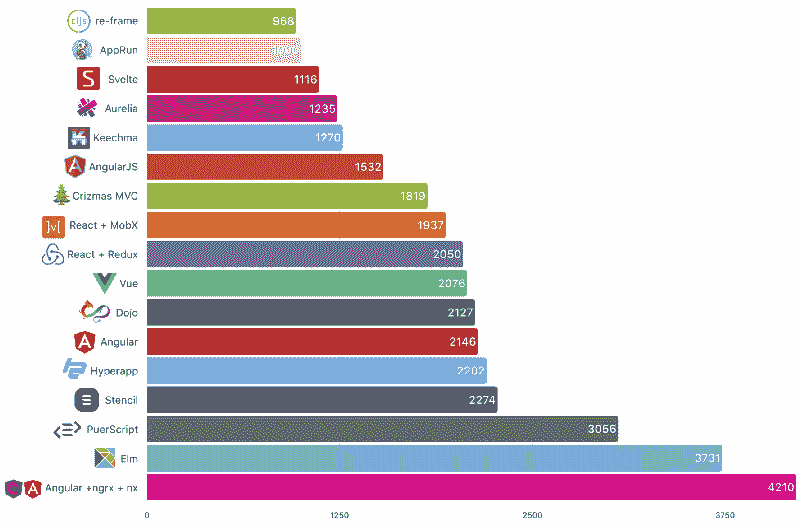 cljs re-frame 968
AppRun
S Svelte 1116
Aurelia 1235
Keechma 1270
A AngularJS 1532
Crizmas MVC 1819
]v[ React + MobX 1937
React + Redux 2050
Vue 2076
Dojo 2127
A Angular 2146
Hyperapp 2202
Stencil 2274
PuerScript 3056
Elm 3731
A Angular +ngrx + nx 4210
0 1250 2500 3750